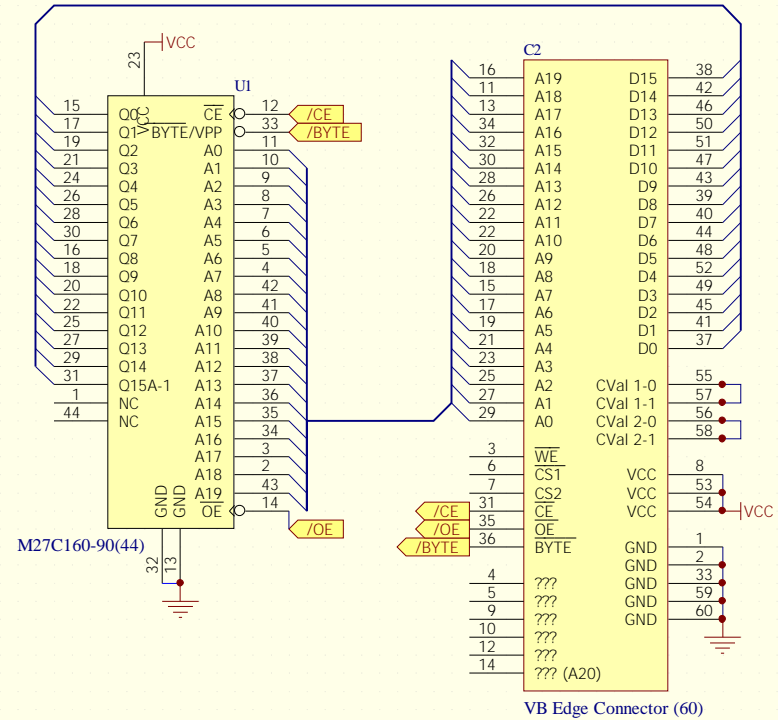 VCC
23
U1
VCC
15 Q0 CE 12 /CE
17 Q1 BYTE/VPP 33 /BYTE
19 Q2 A0 11
21 Q3 A1 10
24 Q4 A2 9
26 Q5 A3 8
28 Q6 A4 7
30 Q7 A5 6
16 Q8 A6 5
18 Q9 A7 4
20 Q10 A8 42
22 Q11 A9 41
25 Q12 A10 40
27 Q13 A11 39
29 Q14 A12 38
31 Q15A-1 A13 37
1 NC A14 36
44 NC A15 35
A16 34
A17 3
A18 2
A19 43
OE 14
/OE
GND
GND
32
13
M27C160-90(44)
C2
16 A19 D15 38
11 A18 D14 42
13 A17 D13 46
34 A16 D12 50
32 A15 D11 51
30 A14 D10 47
28 A13 D9 43
26 A12 D8 39
22 A11 D7 40
22 A10 D6 44
20 A9 D5 48
18 A8 D4 52
15 A7 D3 49
17 A6 D2 45
19 A5 D1 41
21 A4 D0 37
23 A3
25 A2 CVal 1-0 55
27 A1 CVal 1-1 57
29 A0 CVal 2-0 56
CVal 2-1 58
3 WE
6 CS1 VCC 8
7 CS2 VCC 53
/CE 31 CE VCC 54 VCC
/OE 35 OE
/BYTE 36 BYTE GND 1
GND 2
4 ??? GND 33
5 ??? GND 59
9 ??? GND 60
10 ???
12 ???
14 ??? (A20)
VB Edge Connector (60)